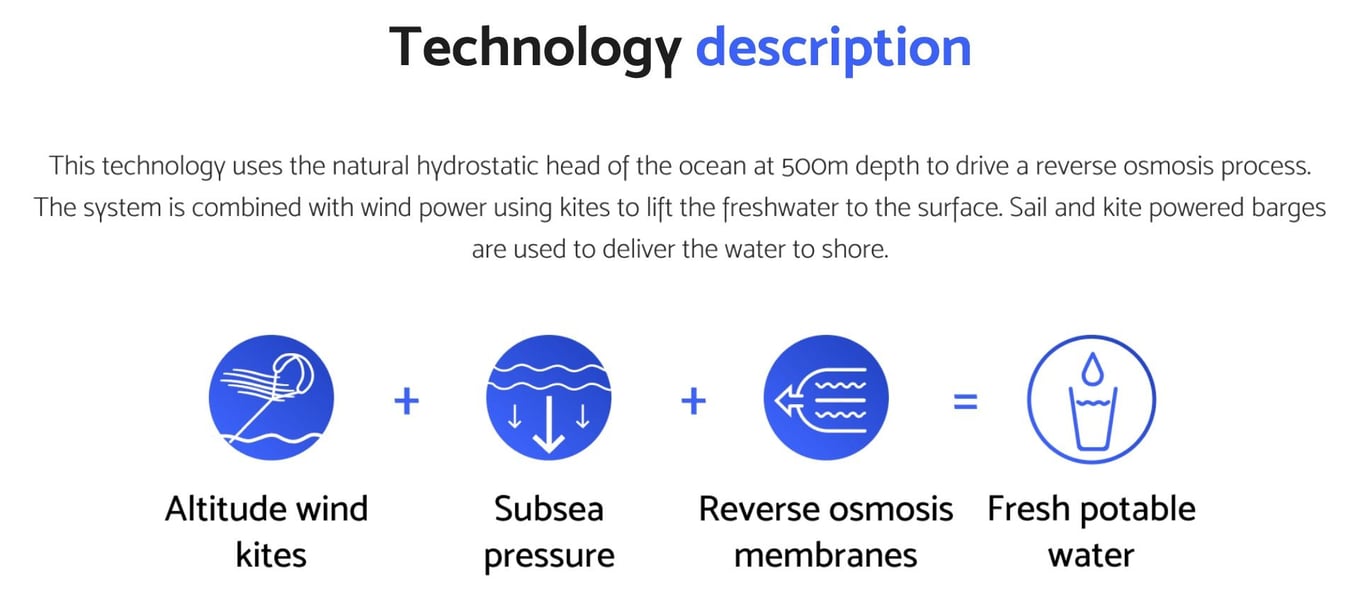 Technology description
This technology uses the natural hydrostatic head of the ocean at 500m depth to drive a reverse osmosis process.
The system is combined with wind power using kites to lift the freshwater to the surface. Sail and kite powered barges
are used to deliver the water to shore.
+ + =
Altitude wind
kites
Subsea
pressure
Reverse osmosis
membranes
Fresh potable
water